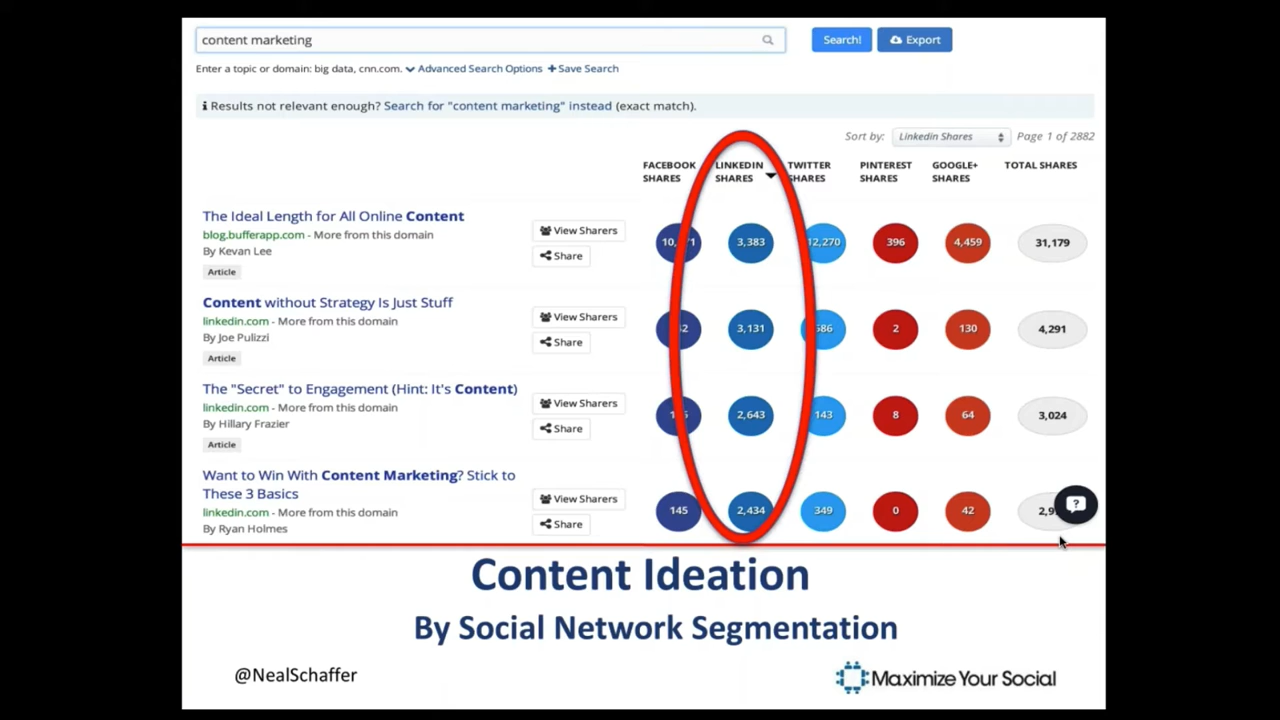 content marketing
Search!
Export
Enter a topic or domain: big data, cnn.com.
Advanced Search Options
Save Search
Results not relevant enough? Search for "content marketing" instead (exact match).
Sort by:
Linkedin Shares
Page 1 of 2882
FACEBOOK SHARES
LINKEDIN SHARES
TWITTER SHARES
PINTEREST SHARES
GOOGLE+ SHARES
TOTAL SHARES
The Ideal Length for All Online Content
blog.bufferapp.com - More from this domain
By Kevan Lee
Article
View Sharers
Share
3,383
12,270
396
4,459
31,179
Content without Strategy Is Just Stuff
linkedin.com - More from this domain
By Joe Pulizzi
Article
View Sharers
Share
3,131
2
130
4,291
The "Secret" to Engagement (Hint: It's Content)
linkedin.com - More from this domain
By Hillary Frazier
Article
View Sharers
Share
2,643
143
8
64
3,024
Want to Win With Content Marketing? Stick to
These 3 Basics
linkedin.com - More from this domain
By Ryan Holmes
View Sharers
Share
145
2,434
349
0
42
Content Ideation
By Social Network Segmentation
@NealSchaffer
Maximize Your Social